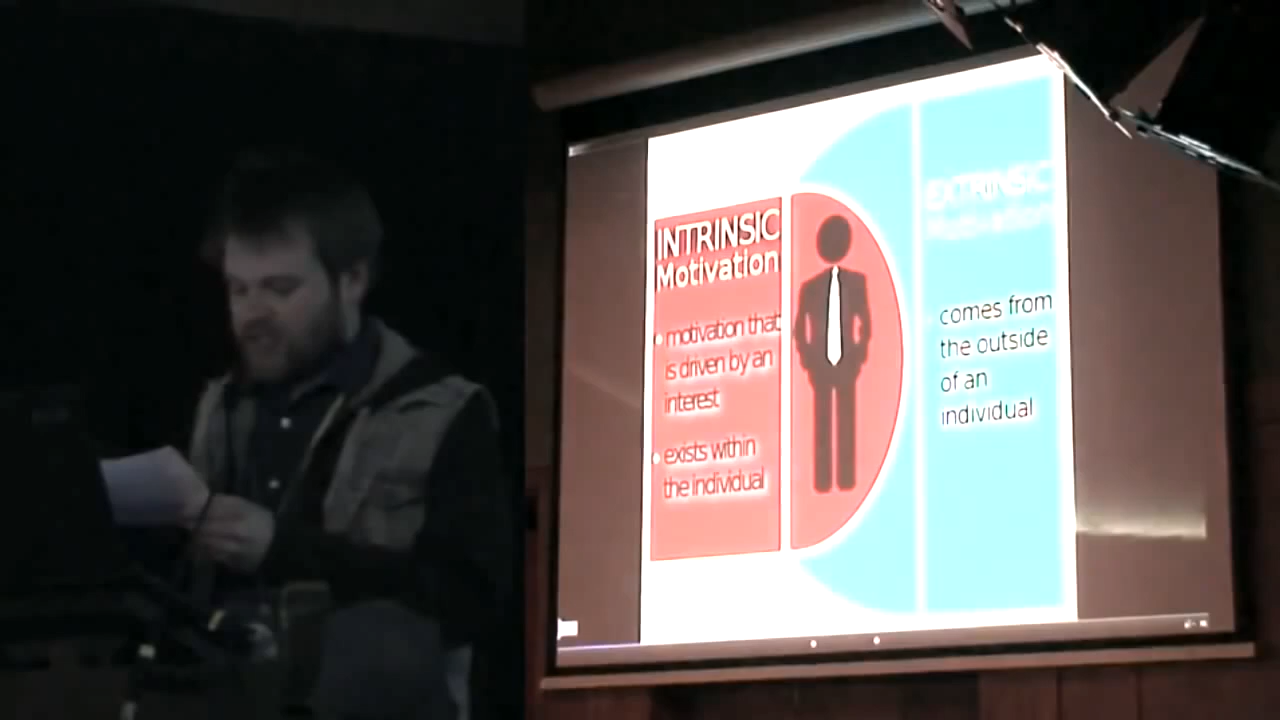 INTRINSIC
Motivation
motivation that
is driven by an
interest
exists within
the individual
EXTRINSIC
Motivation
comes from
the outside
of an
individual